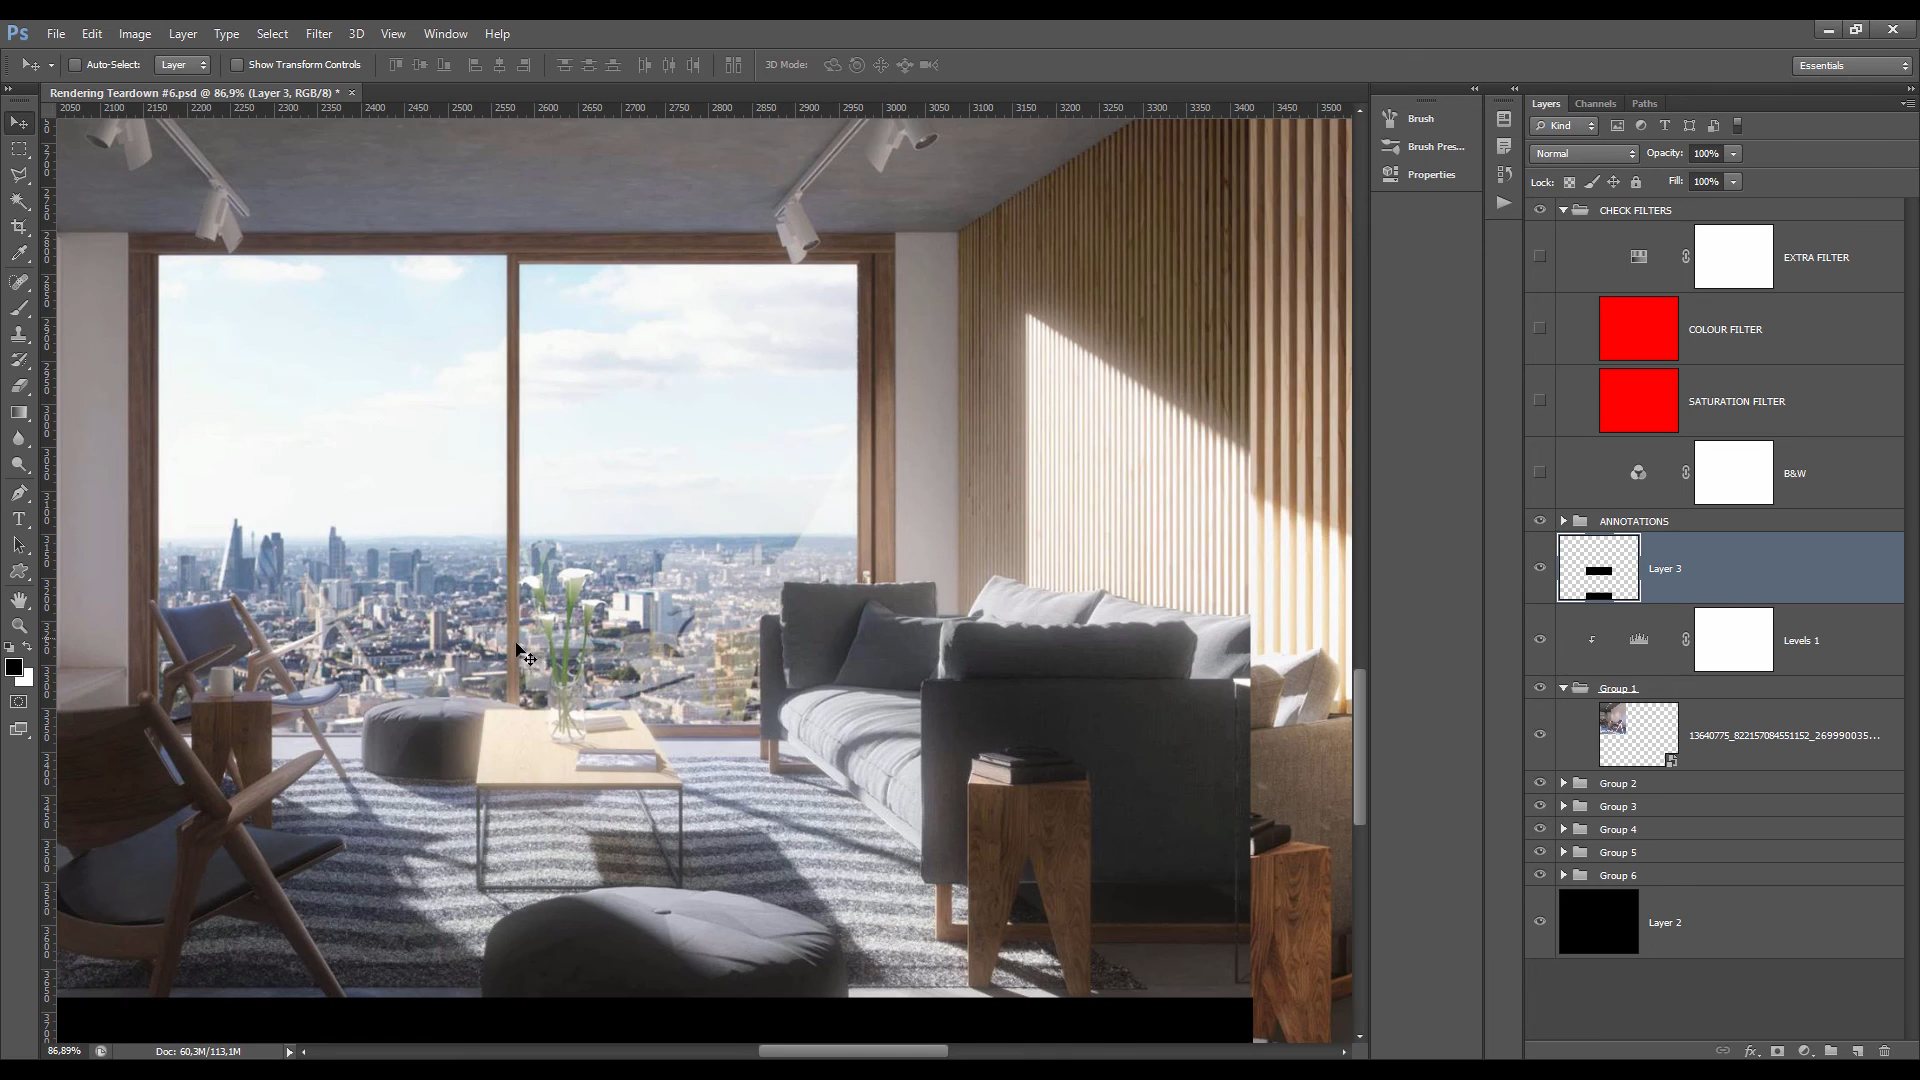 Ps File Edit Image Layer Type Select Filter 3D View Window Help
Auto-Select: Layer Show Transform Controls 3D Mode: Essentials
Rendering Teardown #6.psd @ 86,9% (Layer 3, RGB/8) * ×
2050 2100 2150 2200 2250 2300 2350 2400 2450 2500 2550 2600 2650 2700 2750 2800 2850 2900 2950 3000 3050 3100 3150 3200 3250 3300 3350 3400 3450 3500
Brush
Brush Pres...
Properties
Layers Channels Paths
Kind
Normal Opacity: 100%
Lock: Fill: 100%
CHECK FILTERS
EXTRA FILTER
COLOUR FILTER
SATURATION FILTER
B&W
ANNOTATIONS
Layer 3
Levels 1
Group 1
13640775_822157084551152_269990035...
Group 2
Group 3
Group 4
Group 5
Group 6
Layer 2
86,89% Doc: 60,3M/113,1M